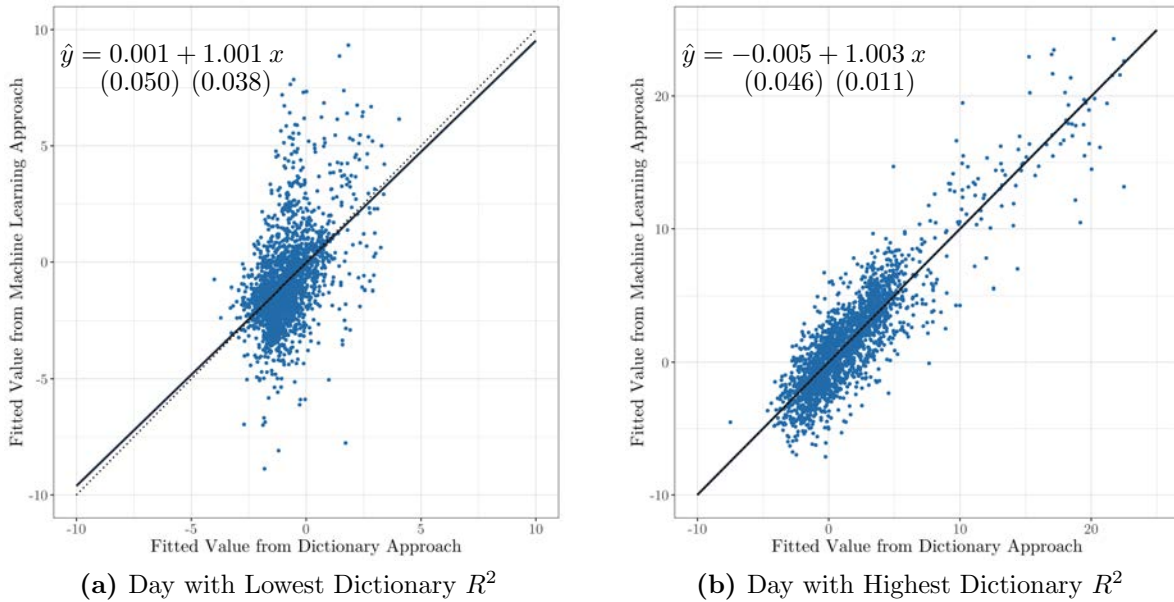 ŷ = 0.001 + 1.001 x
(0.050) (0.038)
10
5
0
-5
-10
Fitted Value from Machine Learning Approach
-10
-5
0
5
10
Fitted Value from Dictionary Approach
(a) Day with Lowest Dictionary R²
ŷ = −0.005 + 1.003 x
(0.046) (0.011)
20
10
0
-10
Fitted Value from Machine Learning Approach
-10
0
10
20
Fitted Value from Dictionary Approach
(b) Day with Highest Dictionary R²